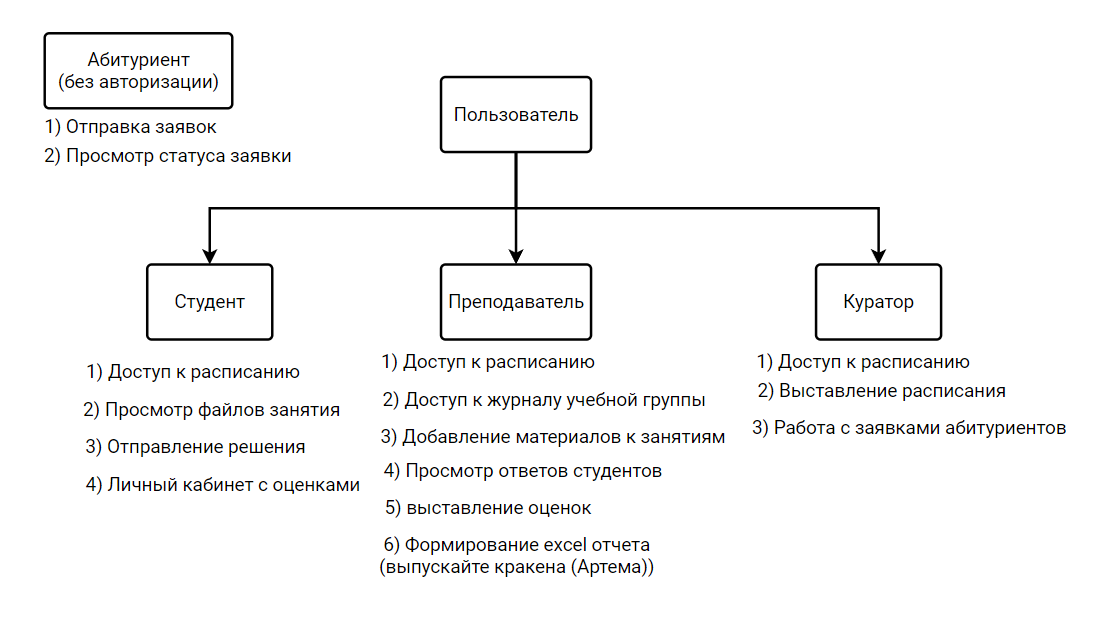 Абитуриент
(без авторизации)
1) Отправка заявок
2) Просмотр статуса заявки
Пользователь
Студент
1) Доступ к расписанию
2) Просмотр файлов занятия
3) Отправление решения
4) Личный кабинет с оценками
Преподаватель
1) Доступ к расписанию
2) Доступ к журналу учебной группы
3) Добавление материалов к занятиям
4) Просмотр ответов студентов
5) выставление оценок
6) Формирование excel отчета
(выпускайте кракена (Артема))
Куратор
1) Доступ к расписанию
2) Выставление расписания
3) Работа с заявками абитуриентов